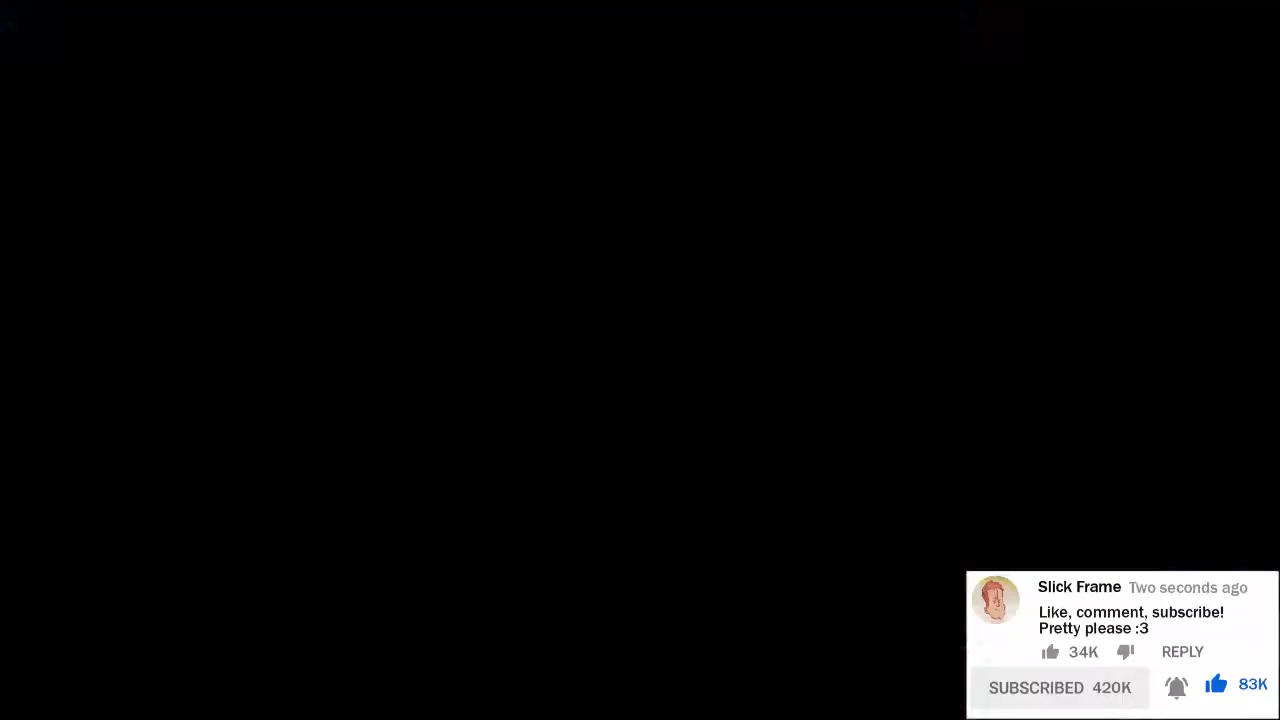 Slick Frame Two seconds ago
Like, comment, subscribe!
Pretty please :3
34K REPLY
SUBSCRIBED 420K 83K